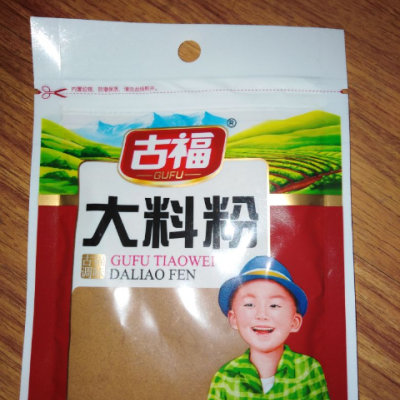 古福
GUFU
®
大料粉
GUFU TIAOWEI
DALIAO FEN